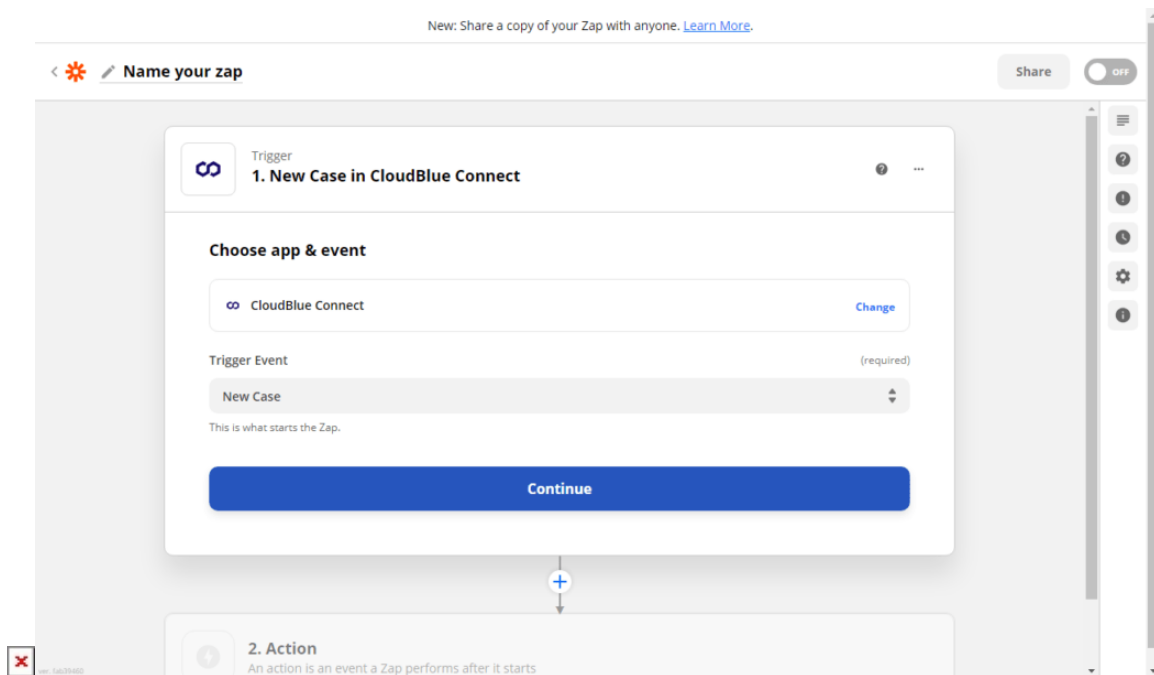 New: Share a copy of your Zap with anyone. Learn More.
Name your zap
Share
OFF
Trigger
1. New Case in CloudBlue Connect
Choose app & event
CloudBlue Connect
Change
Trigger Event
(required)
New Case
This is what starts the Zap.
Continue
2. Action
An action is an event a Zap performs after it starts